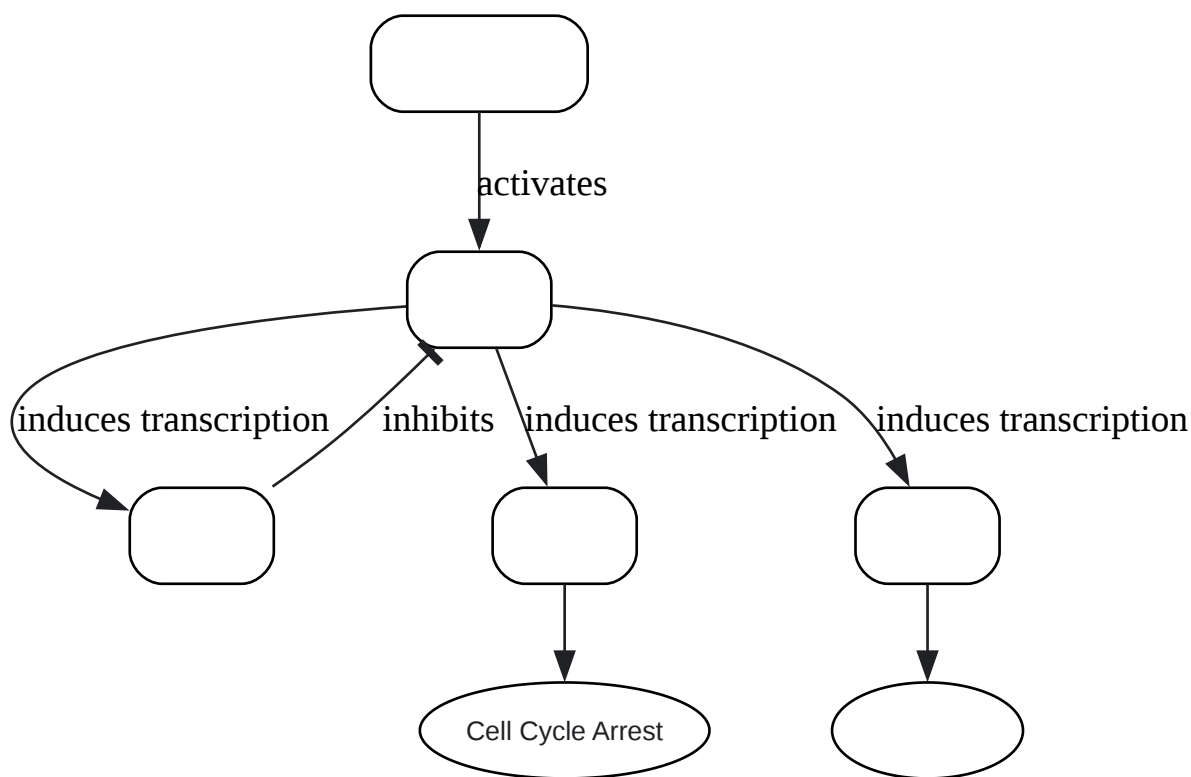 activates
induces transcription
inhibits
induces transcription
induces transcription
Cell Cycle Arrest